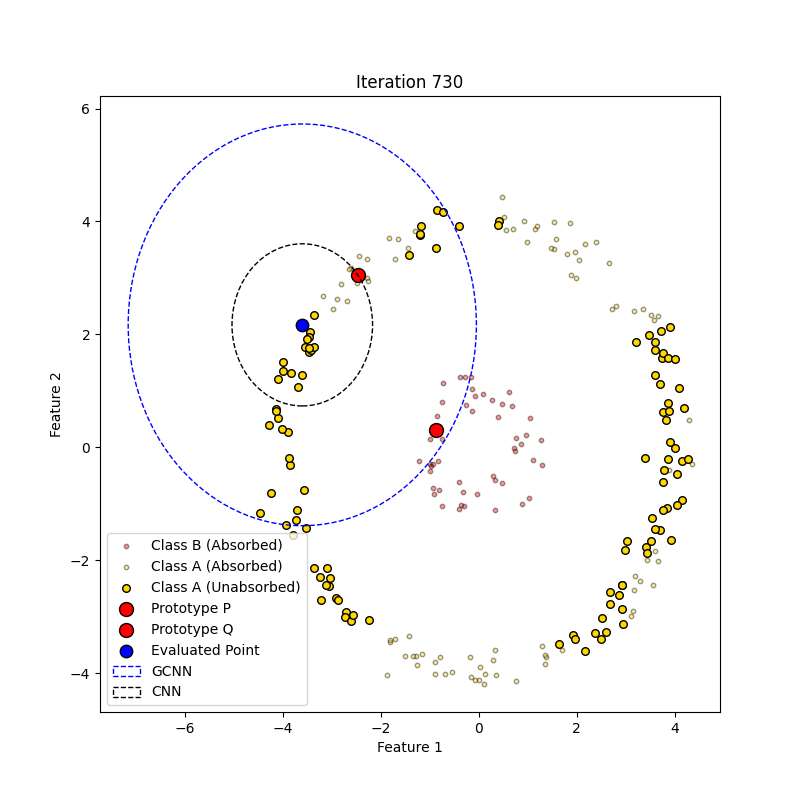 Iteration 730
6
4
2
0
−2
−4
Feature 2
Class B (Absorbed)
Class A (Absorbed)
Class A (Unabsorbed)
Prototype P
Prototype Q
Evaluated Point
GCNN
CNN
−6 −4 −2 0 2 4
Feature 1